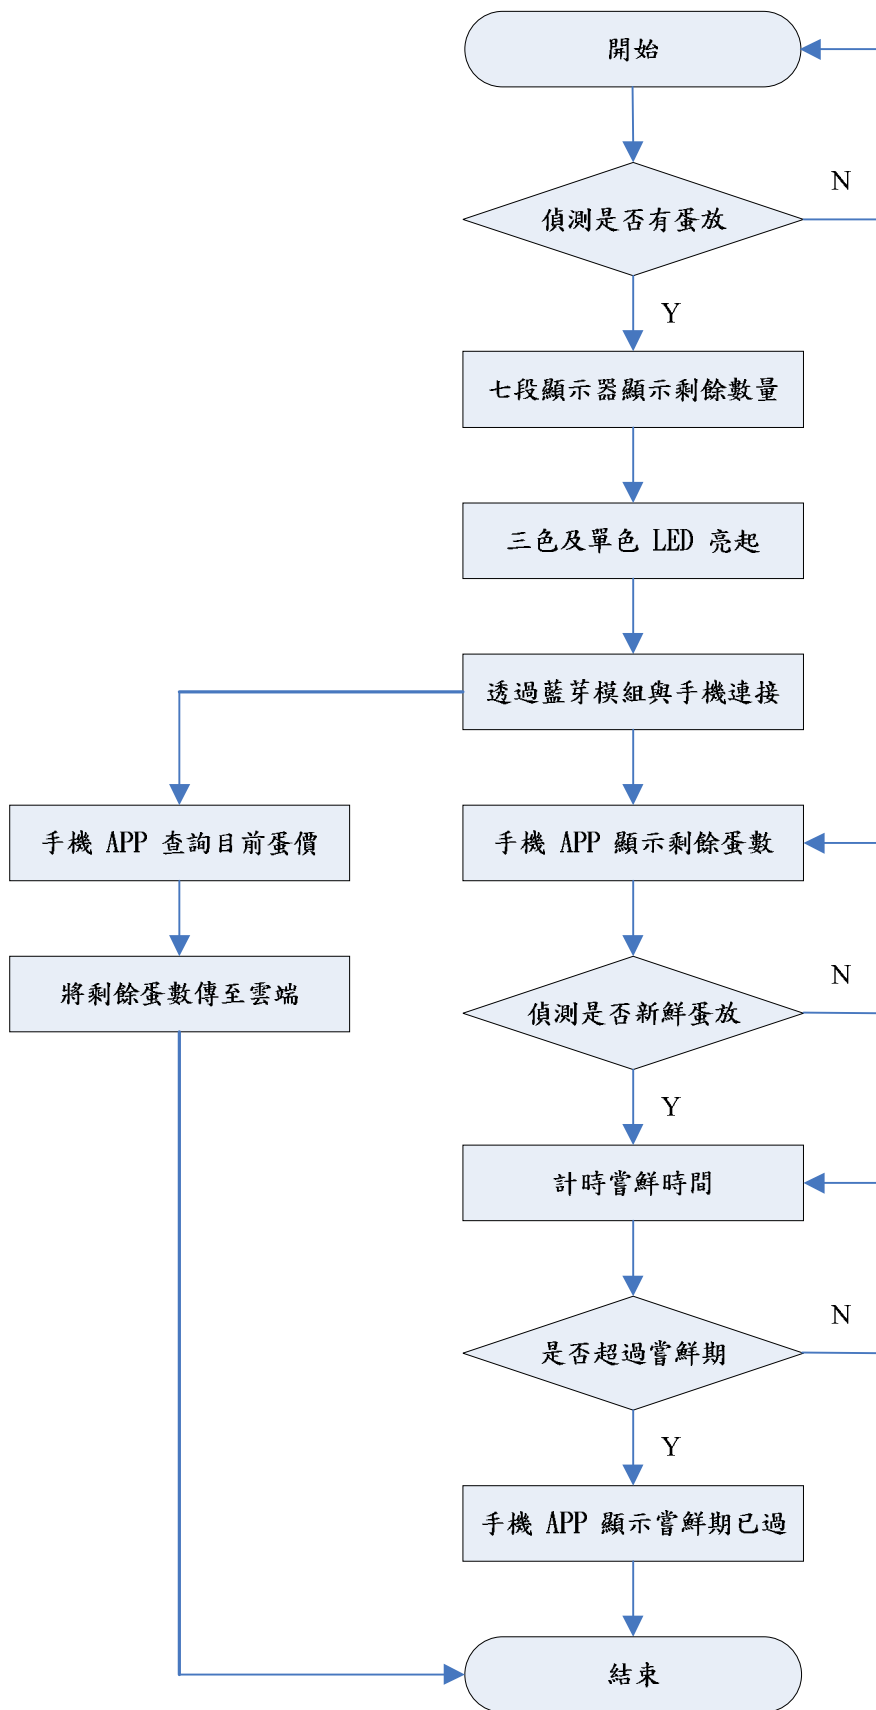 開始
偵測是否有蛋放
N
Y
七段顯示器顯示剩餘數量
三色及單色 LED 亮起
透過藍芽模組與手機連接
手機 APP 查詢目前蛋價
手機 APP 顯示剩餘蛋數
將剩餘蛋數傳至雲端
偵測是否新鮮蛋放
N
Y
計時嘗鮮時間
是否超過嘗鮮期
N
Y
手機 APP 顯示嘗鮮期已過
結束